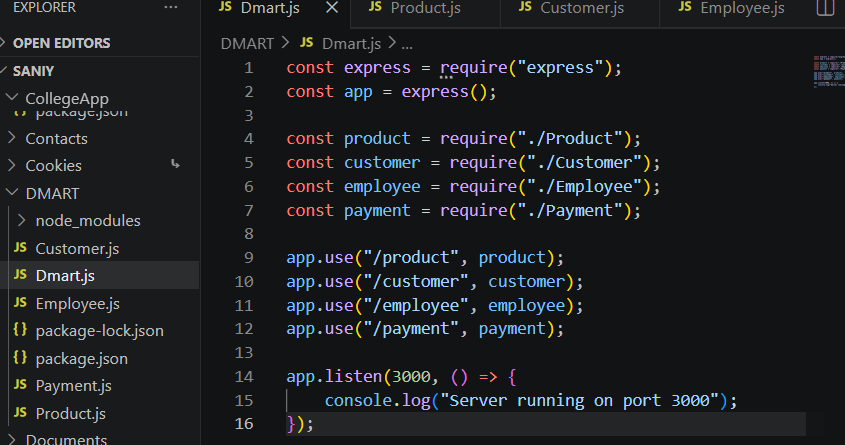 EXPLORER
...
OPEN EDITORS
SANIY
CollegeApp
package.json
Contacts
Cookies
DMART
node_modules
JS Customer.js
JS Dmart.js
JS Employee.js
{} package-lock.json
{} package.json
JS Payment.js
JS Product.js
Documents
JS Dmart.js
JS Product.js
JS Customer.js
JS Employee.js
DMART > JS Dmart.js > ...
1 const express = require("express");
2 const app = express();
3
4 const product = require("./Product");
5 const customer = require("./Customer");
6 const employee = require("./Employee");
7 const payment = require("./Payment");
8
9 app.use("/product", product);
10 app.use("/customer", customer);
11 app.use("/employee", employee);
12 app.use("/payment", payment);
13
14 app.listen(3000, () => {
15 console.log("Server running on port 3000");
16 });